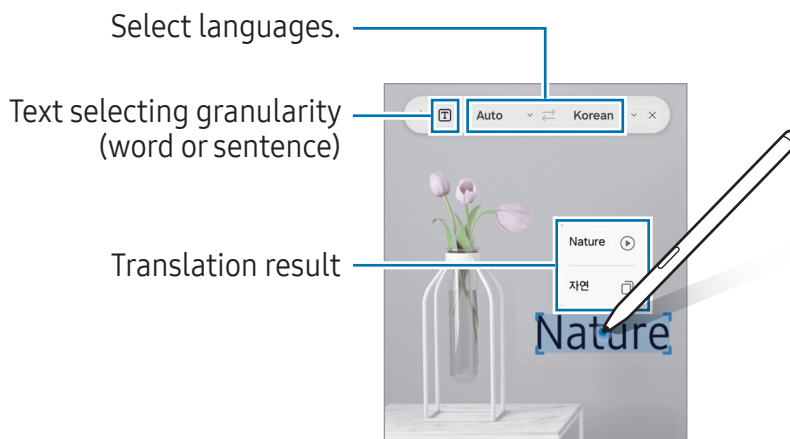 Select languages.
Text selecting granularity
(word or sentence)
Auto Korean
Translation result
Nature
자연
Nature